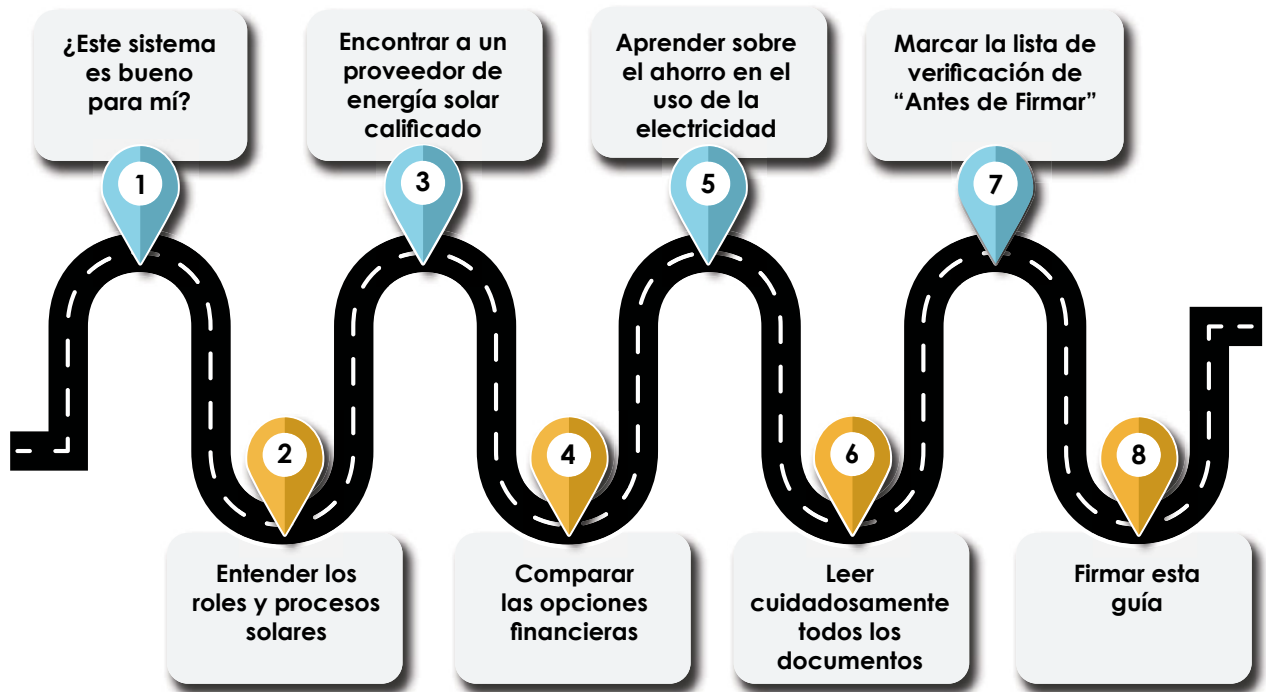 ¿Este sistema
es bueno
para mí?
1
Entender los
roles y procesos
solares
2
Encontrar a un
proveedor de
energía solar
calificado
3
Comparar
las opciones
financieras
4
Aprender sobre
el ahorro en el
uso de la
electricidad
5
Leer
cuidadosamente
todos los
documentos
6
Marcar la lista de
verificación de
“Antes de Firmar”
7
Firmar esta
guía
8